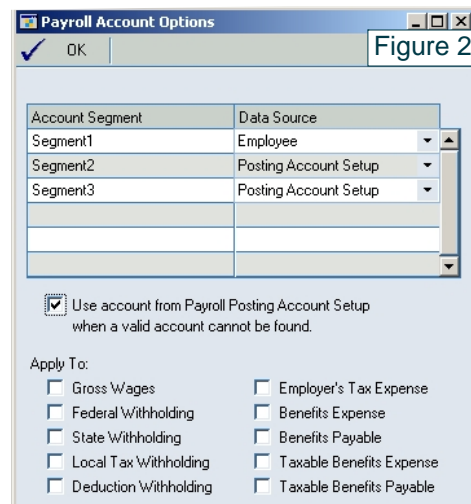 Payroll Account Options
OK
Figure 2
Account Segment Data Source
Segment1 Employee
Segment2 Posting Account Setup
Segment3 Posting Account Setup
Use account from Payroll Posting Account Setup
when a valid account cannot be found.
Apply To:
Gross Wages Employer's Tax Expense
Federal Withholding Benefits Expense
State Withholding Benefits Payable
Local Tax Withholding Taxable Benefits Expense
Deduction Withholding Taxable Benefits Payable